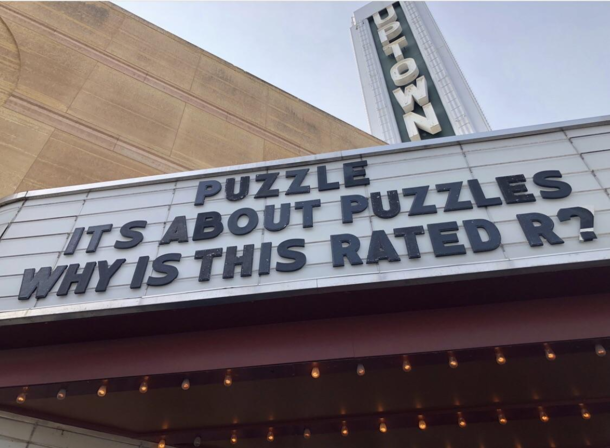 UPTOWN
PUZZLE
ITS ABOUT PUZZLES
WHY IS THIS RATED R?